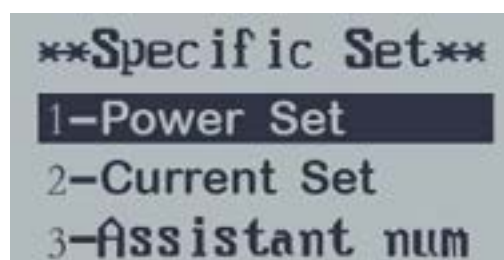 **Specific Set**
1-Power Set
2-Current Set
3-Assistant num